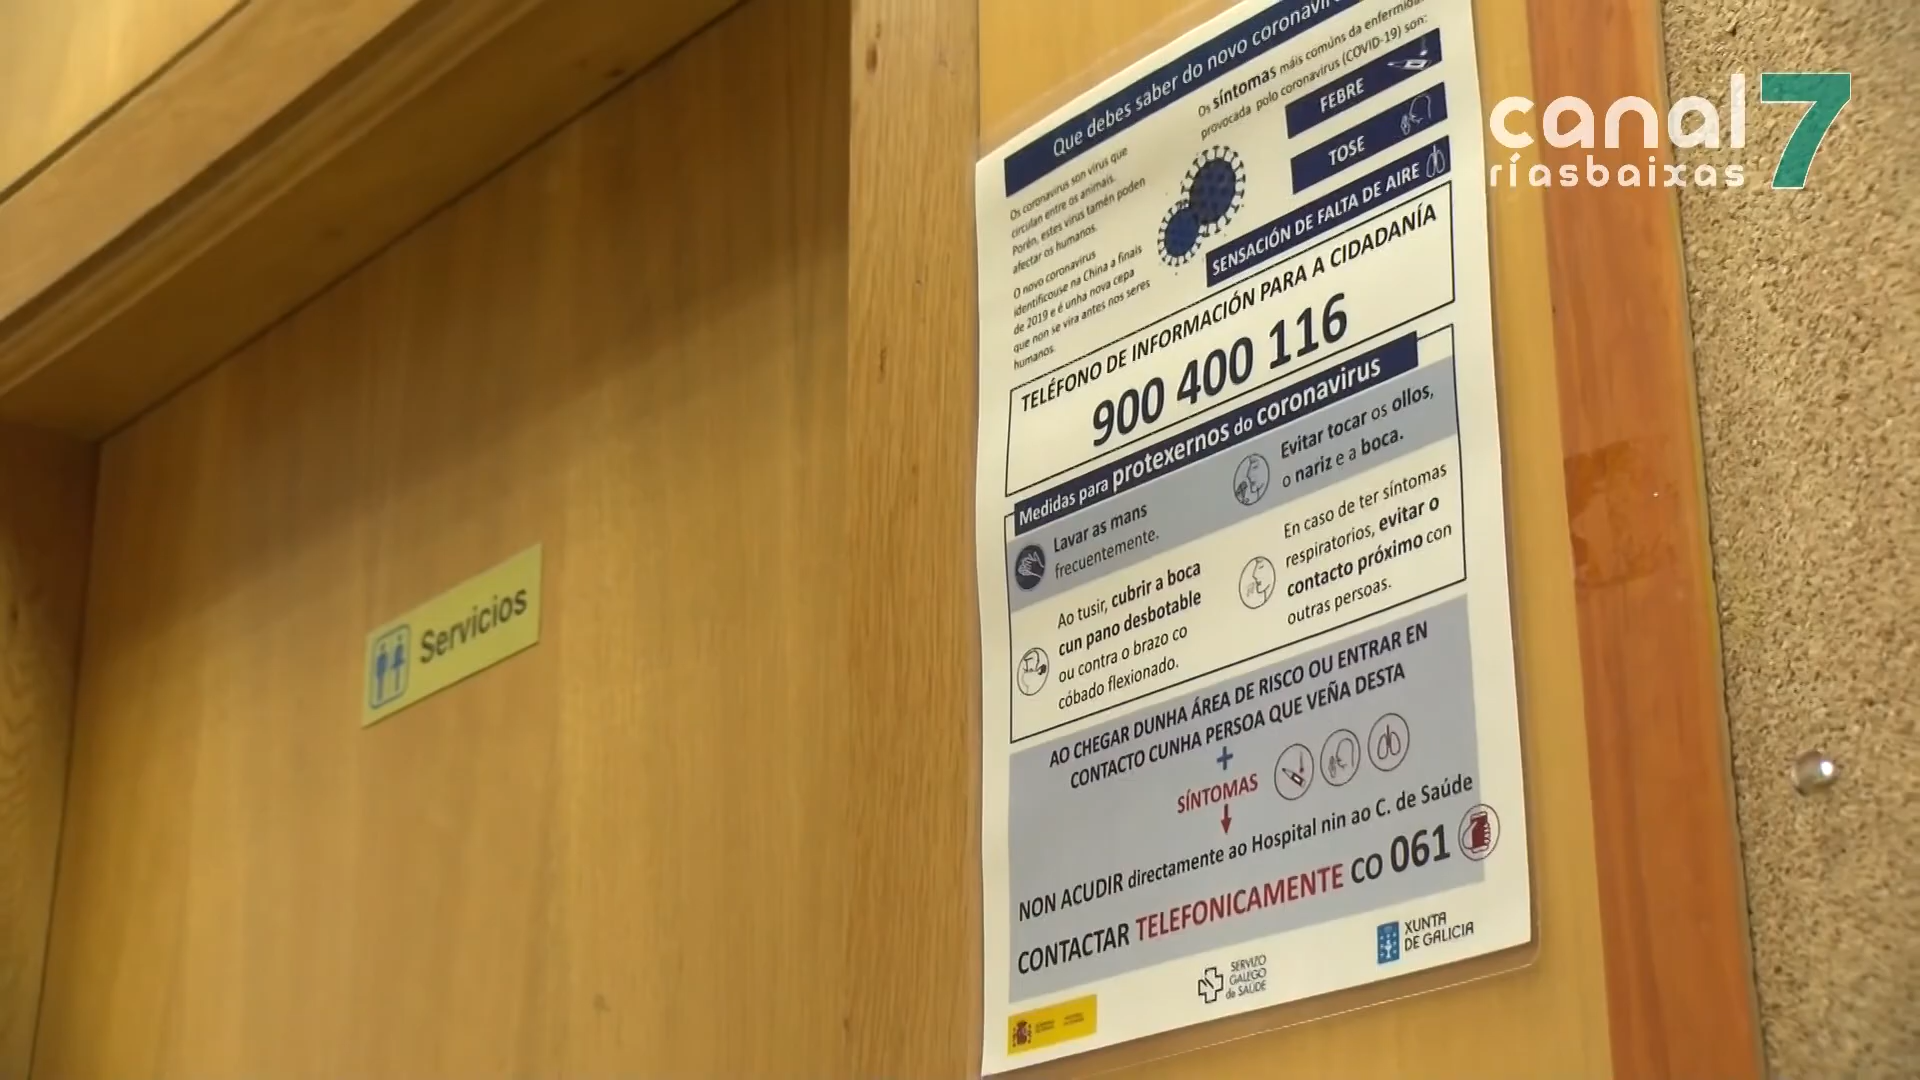 canal 7
ríasbaixas
Servicios
Que debes saber do novo
Os coronavirus son virus que
circulan entre os animais.
Porén, estes virus tamén poden
afectar os humanos.
O novo coronavirus
identificouse na China a finais
de 2019 e é unha nova cepa
que non se vira antes nos seres
humanos.
Os síntomas máis comúns da
provocada polo coronavirus (COVID-19) son:
FEBRE
TOSE
SENSACIÓN DE FALTA DE AIRE
TELÉFONO DE INFORMACIÓN PARA A CIDADANÍA
900 400 116
Medidas para protexernos do coronavirus
Lavar as mans
frecuentemente.
Evitar tocar os ollos,
o nariz e a boca.
Ao tusir, cubrir a boca
cun pano desbotable
ou contra o brazo co
cóbado flexionado.
En caso de ter síntomas
respiratorios, evitar o
contacto próximo con
outras persoas.
AO CHEGAR DUNHA ÁREA DE RISCO OU ENTRAR EN
CONTACTO CUNHA PERSOA QUE VEÑA DESTA
+
SÍNTOMAS
NON ACUDIR directamente ao Hospital nin ao C. de Saúde
CONTACTAR TELEFONICAMENTE CO 061
SERVIZO
GALEGO
de SAÚDE
XUNTA
DE GALICIA